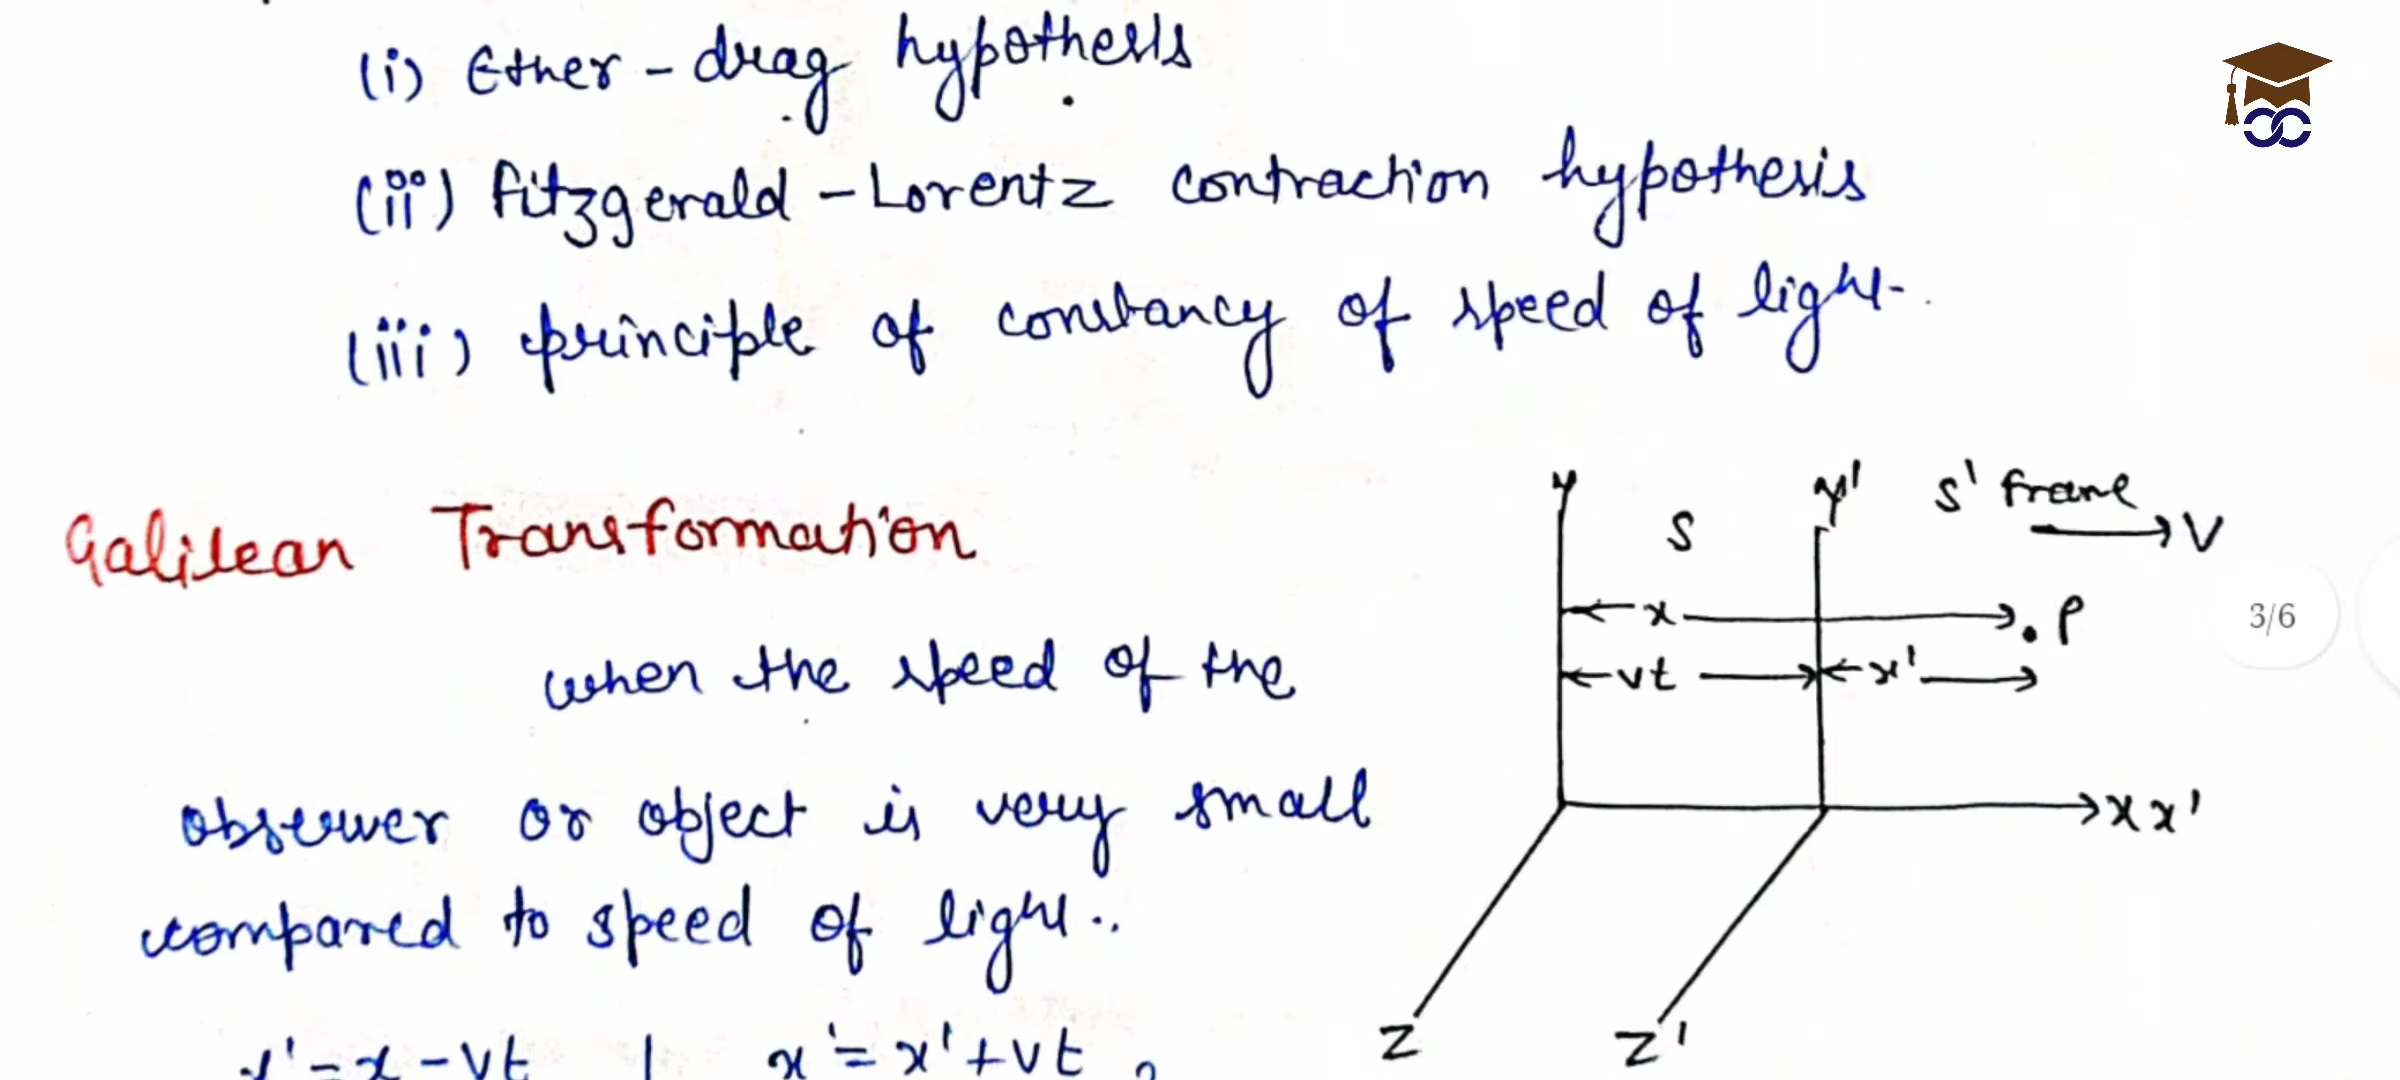 (i) Ether - drag hypothesis
(ii) Fitzgerald - Lorentz contraction hypothesis
(iii) principle of constancy of speed of light.
Galilean Transformation
when the speed of the
observer or object is very small
compared to speed of light.
x' = x - vt | x' = x' + vt
Y
Y'
S' frame
S
→ V
x
. P
vt
x'
x x'
Z
Z'
3/6